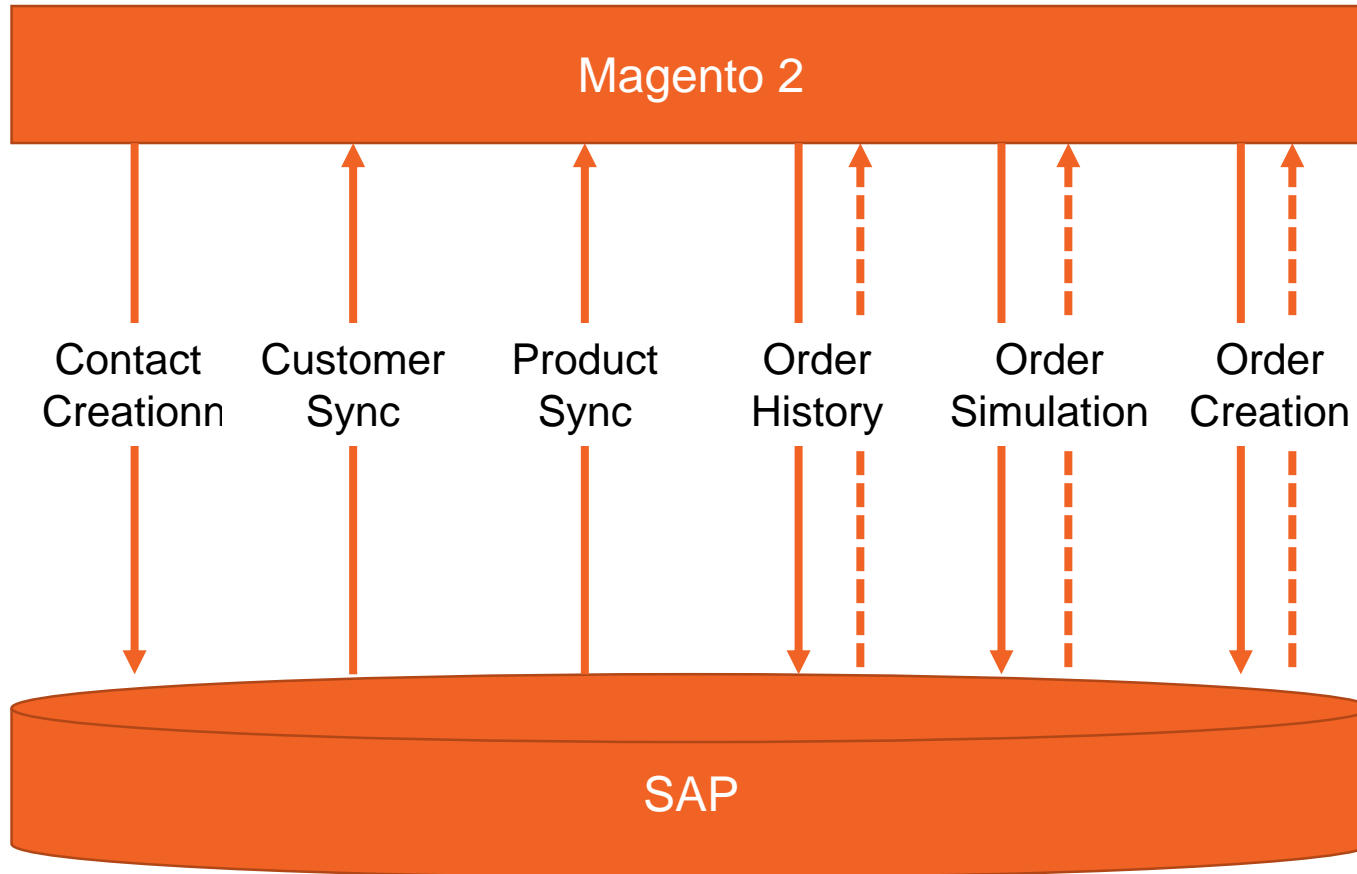 Magento 2
Contact
Creationn
Customer
Sync
Product
Sync
Order
History
Order
Simulation
Order
Creation
SAP